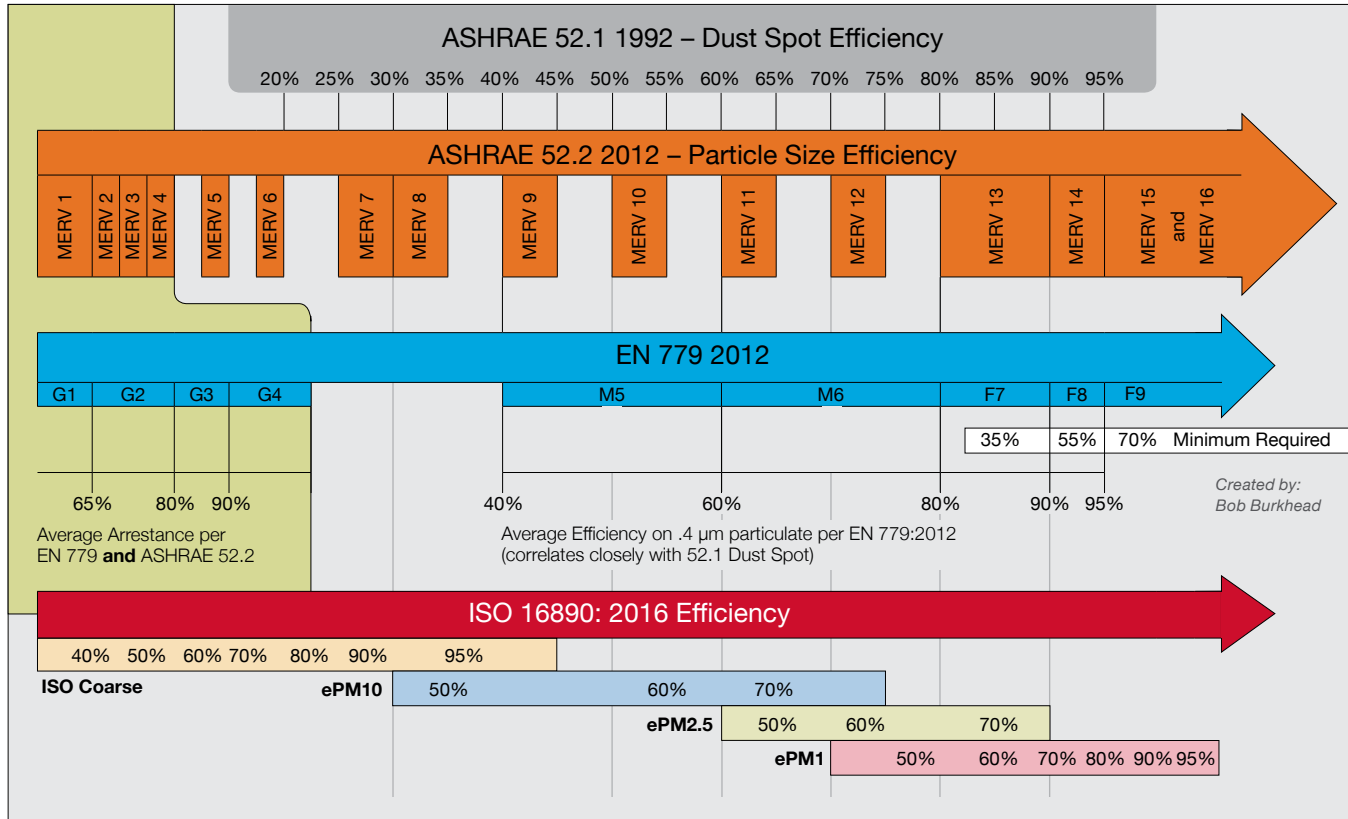 ASHRAE 52.1 1992 – Dust Spot Efficiency
20% 25% 30% 35% 40% 45% 50% 55% 60% 65% 70% 75% 80% 85% 90% 95%
ASHRAE 52.2 2012 – Particle Size Efficiency
MERV 1
MERV 2
MERV 3
MERV 4
MERV 5
MERV 6
MERV 7
MERV 8
MERV 9
MERV 10
MERV 11
MERV 12
MERV 13
MERV 14
MERV 15
and
MERV 16
EN 779 2012
G1 G2 G3 G4 M5 M6 F7 F8 F9
35% 55% 70% Minimum Required
65% 80% 90% 40% 60% 80% 90% 95%
Created by:
Bob Burkhead
Average Arrestance per
EN 779 and ASHRAE 52.2
Average Efficiency on .4 µm particulate per EN 779:2012
(correlates closely with 52.1 Dust Spot)
ISO 16890: 2016 Efficiency
40% 50% 60% 70% 80% 90% 95%
ISO Coarse
ePM10 50% 60% 70%
ePM2.5 50% 60% 70%
ePM1 50% 60% 70% 80% 90% 95%